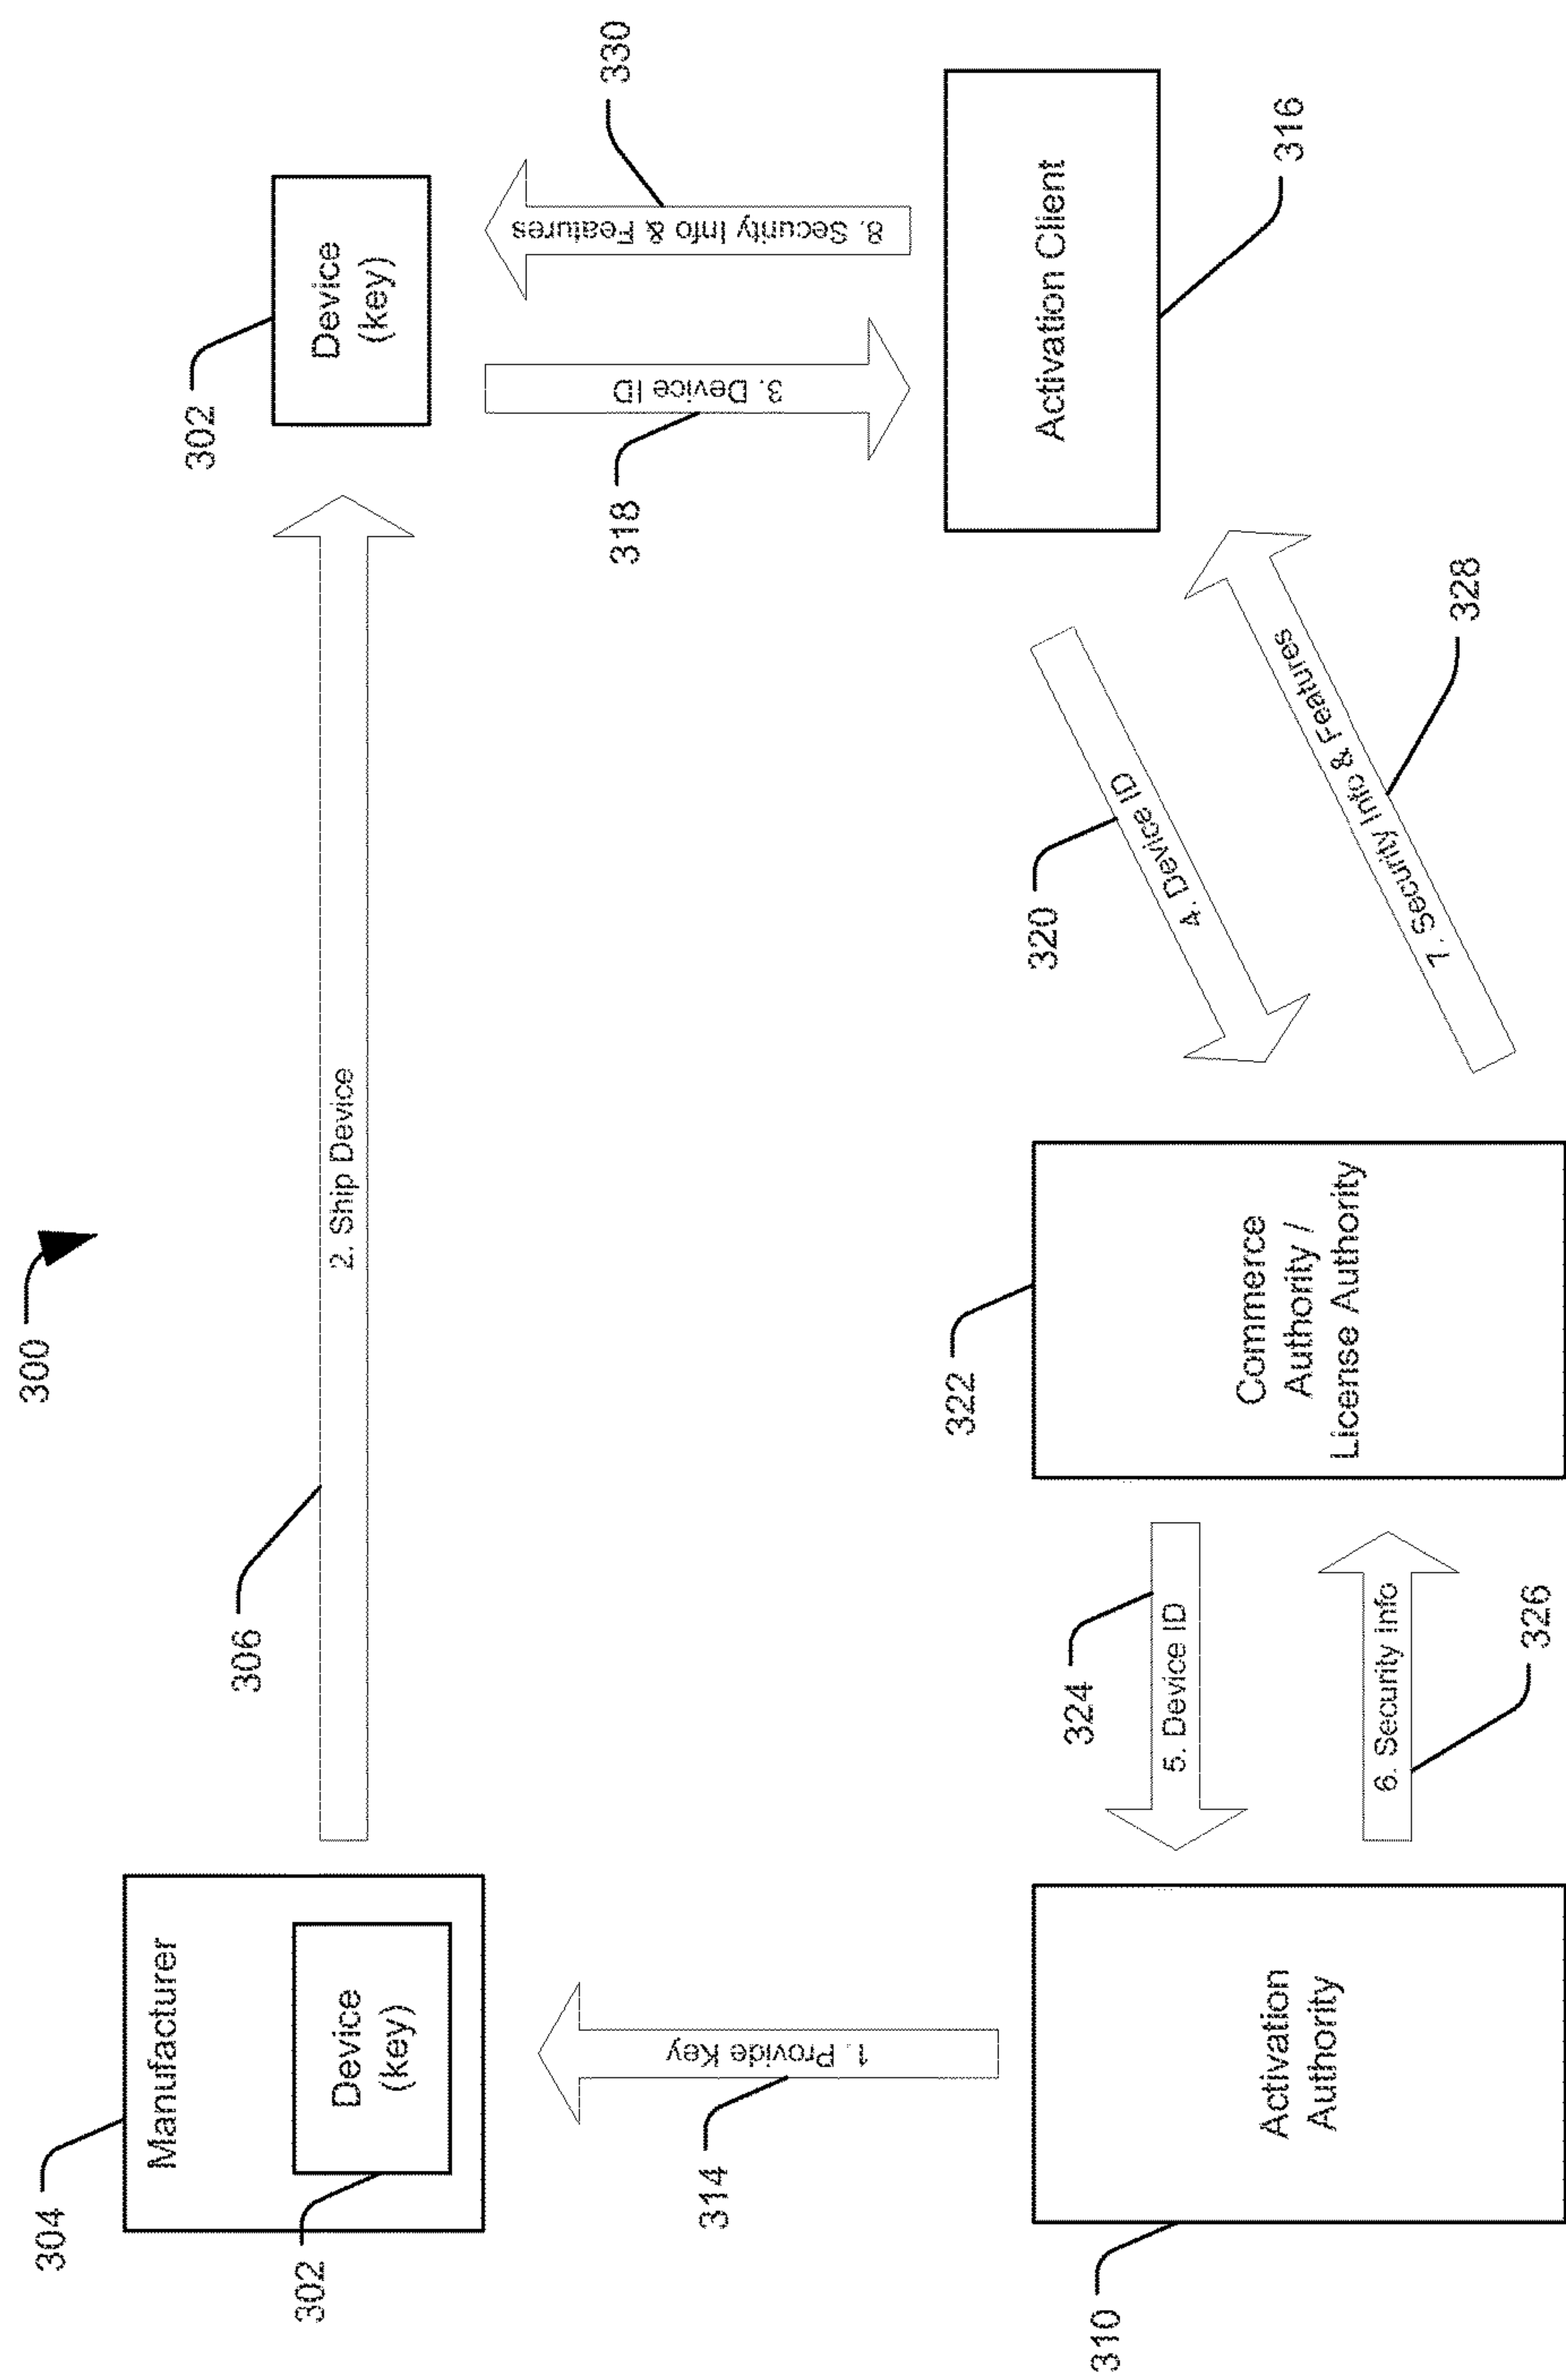 300
304
Manufacturer
302
Device
(key)
306
2. Ship Device
302
Device
(key)
314
1. Provide Key
318
3. Device ID
330
8. Security Info & Features
310
Activation
Authority
324
5. Device ID
326
6. Security Info
322
Commerce
Authority /
License Authority
320
4. Device ID
328
7. Security Info & Features
Activation Client
316